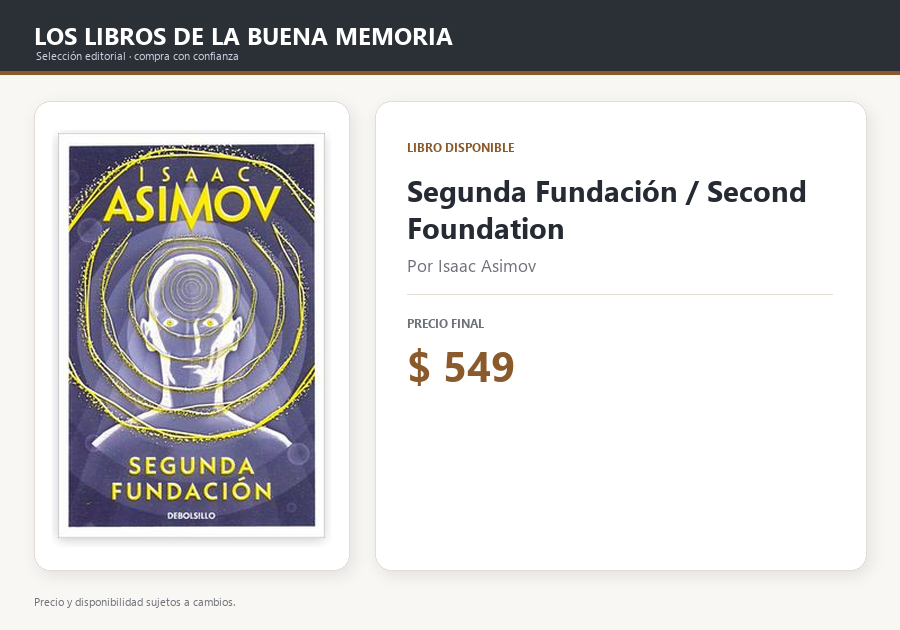 LOS LIBROS DE LA BUENA MEMORIA
Selección editorial · compra con confianza
ISAAC
ASIMOV
SEGUNDA
FUNDACIÓN
DEBOLSILLO
LIBRO DISPONIBLE
Segunda Fundación / Second
Foundation
Por Isaac Asimov
PRECIO FINAL
$ 549
Precio y disponibilidad sujetos a cambios.